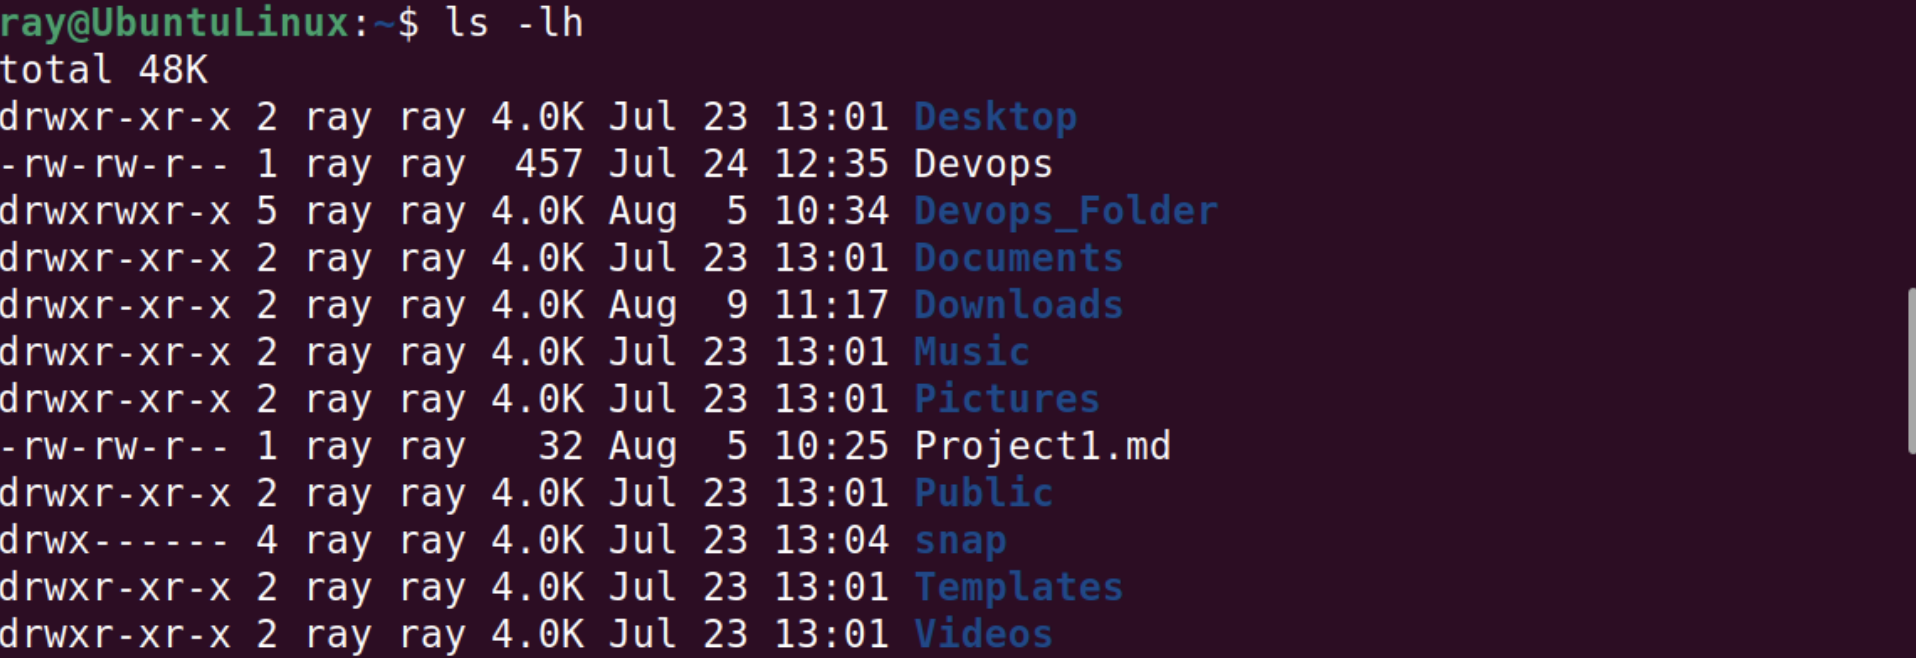 ray@UbuntuLinux:~$ ls -lh
total 48K
drwxr-xr-x 2 ray ray 4.0K Jul 23 13:01 Desktop
-rw-rw-r-- 1 ray ray  457 Jul 24 12:35 Devops
drwxrwxr-x 5 ray ray 4.0K Aug  5 10:34 Devops_Folder
drwxr-xr-x 2 ray ray 4.0K Jul 23 13:01 Documents
drwxr-xr-x 2 ray ray 4.0K Aug  9 11:17 Downloads
drwxr-xr-x 2 ray ray 4.0K Jul 23 13:01 Music
drwxr-xr-x 2 ray ray 4.0K Jul 23 13:01 Pictures
-rw-rw-r-- 1 ray ray   32 Aug  5 10:25 Project1.md
drwxr-xr-x 2 ray ray 4.0K Jul 23 13:01 Public
drwx------ 4 ray ray 4.0K Jul 23 13:04 snap
drwxr-xr-x 2 ray ray 4.0K Jul 23 13:01 Templates
drwxr-xr-x 2 ray ray 4.0K Jul 23 13:01 Videos